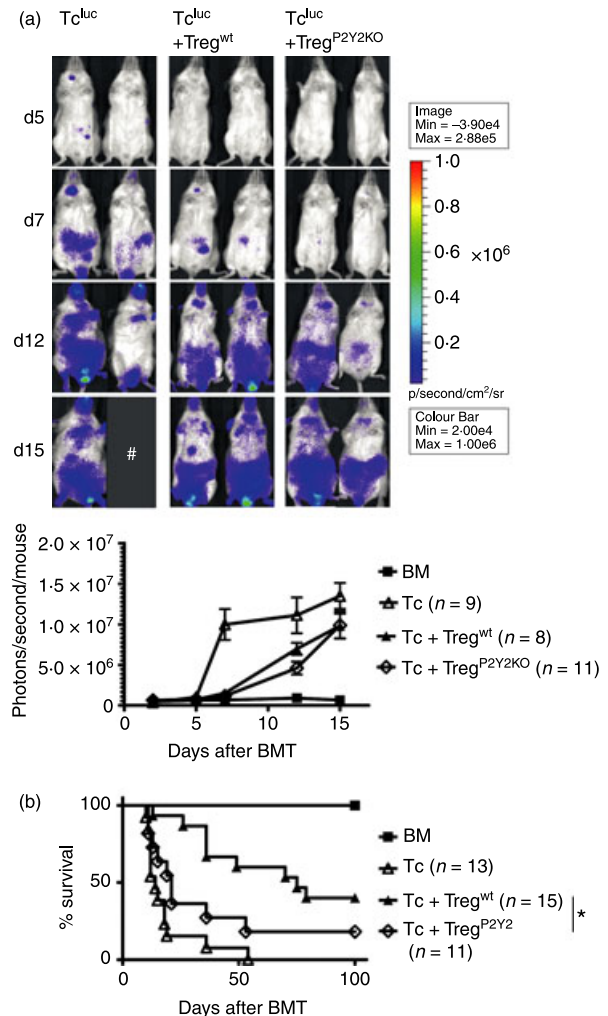 (a)
Tc^luc
Tc^luc
+Treg^wt
Tc^luc
+Treg^P2Y2KO
d5
d7
d12
d15
#
Image
Min = −3·90e4
Max = 2·88e5
1·0
0·8
0·6
×10^6
0·4
0·2
p/second/cm^2/sr
Colour Bar
Min = 2·00e4
Max = 1·00e6
Photons/second/mouse
2·0 × 10^7
1·5 × 10^7
1·0 × 10^7
5·0 × 10^6
0
0
5
10
15
Days after BMT
BM
Tc (n = 9)
Tc + Treg^wt (n = 8)
Tc + Treg^P2Y2KO (n = 11)
(b)
% survival
100
50
0
0
50
100
Days after BMT
BM
Tc (n = 13)
Tc + Treg^wt (n = 15)
Tc + Treg^P2Y2
(n = 11)
*